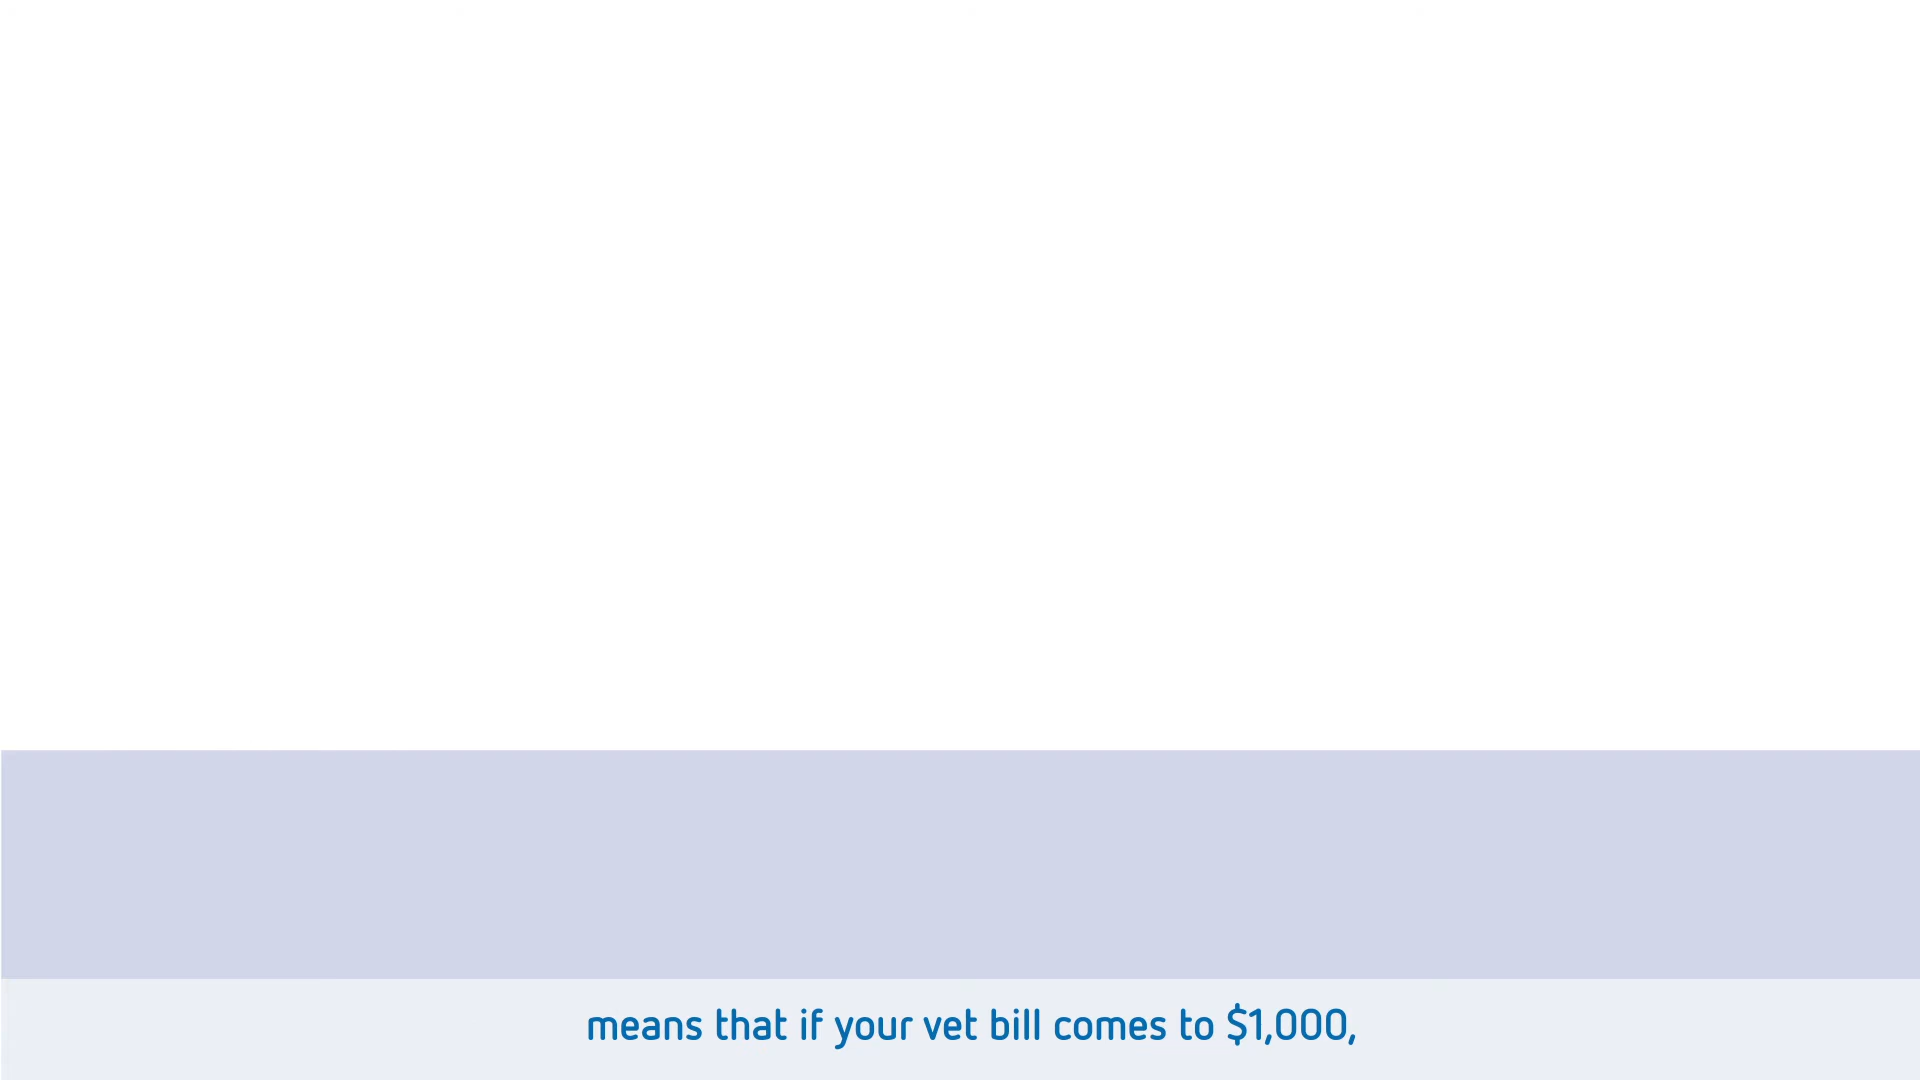 means that if your vet bill comes to $1,000,